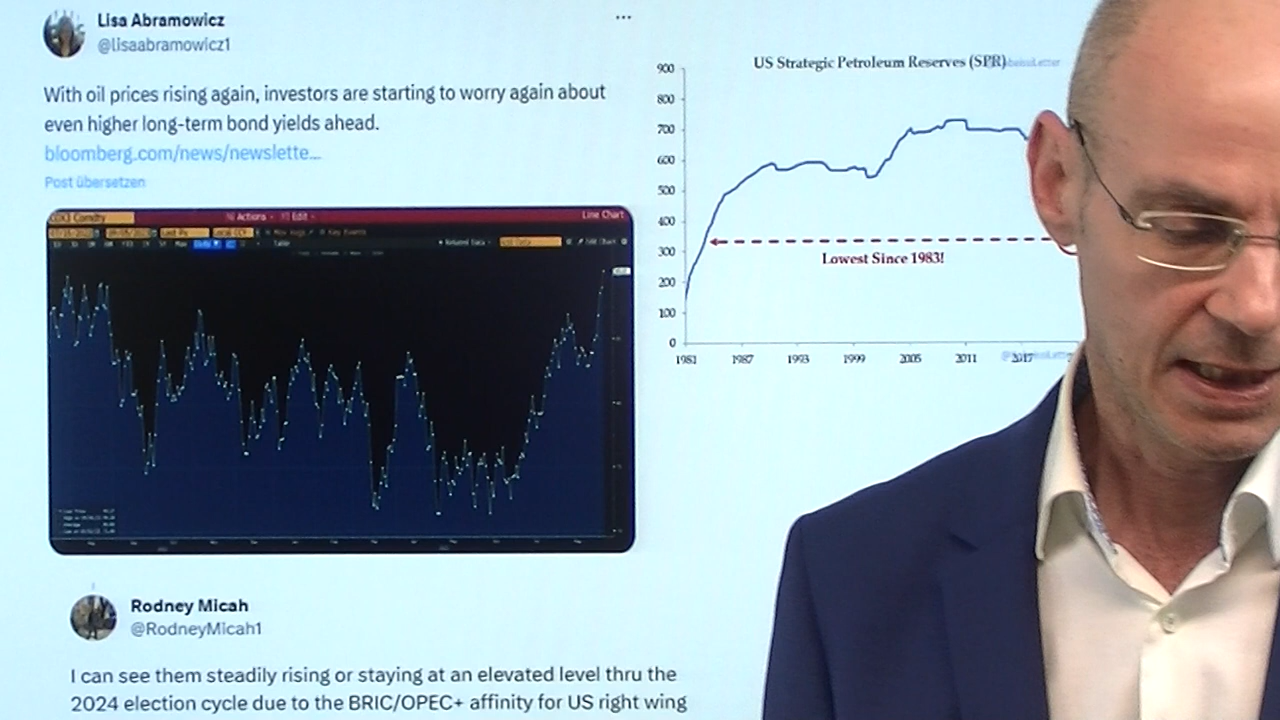 Lisa Abramowicz
@lisaabramowicz1
...
With oil prices rising again, investors are starting to worry again about
even higher long-term bond yields ahead.
bloomberg.com/news/newslette...
Post übersetzen
Actions
Edit
Line Chart
US Strategic Petroleum Reserves (SPR)
900
800
700
600
500
400
300
200
100
0
Lowest Since 1983!
1981 1987 1993 1999 2005 2011 2017
Rodney Micah
@RodneyMicah1
I can see them steadily rising or staying at an elevated level thru the
2024 election cycle due to the BRIC/OPEC+ affinity for US right wing